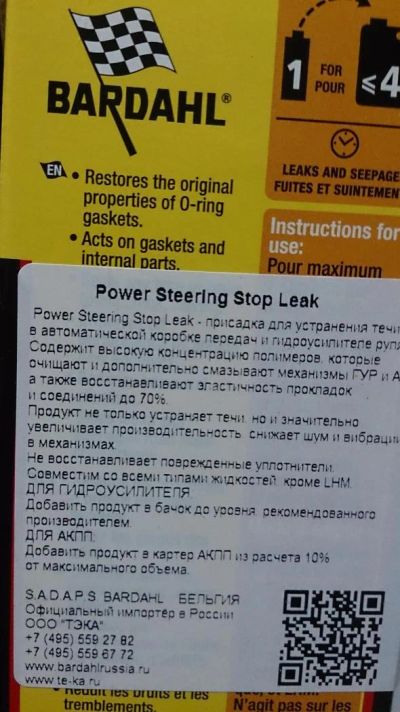 BARDAHL®
1 FOR POUR ≤4
LEAKS AND SEEPAGE
FUITES ET SUINTEMEN
EN • Restores the original
properties of O-ring
gaskets.
• Acts on gaskets and
internal parts.
Instructions for
use:
Pour maximum
Power Steering Stop Leak
Power Steering Stop Leak - присадка для устранения течи
в автоматической коробке передач и гидроусилителе руля
Содержит высокую концентрацию полимеров, которые
очищают и дополнительно смазывают механизмы ГУР и А
а также восстанавливают эластичность прокладок
и соединений до 70%.
Продукт не только устраняет течи, но и значительно
увеличивает производительность, снижает шум и вибраци
в механизмах.
Не восстанавливает поврежденные уплотнители.
Совместим со всеми типами жидкостей, кроме LHM.
ДЛЯ ГИДРОУСИЛИТЕЛЯ:
Добавить продукт в бачок до уровня, рекомендованного
производителем.
ДЛЯ АКПП:
Добавить продукт в картер АКПП из расчета 10%
от максимального объема.
S.A.D.A.P.S BARDAHL БЕЛЬГИЯ
Официальный импортёр в России
ООО "ТЭКА"
+7 (495) 559 27 82
+7 (495) 559 67 72
www.bardahlrussia.ru
www.te-ka.ru
• Réduit les bruits et les
tremblements.
N'agit pas sur les